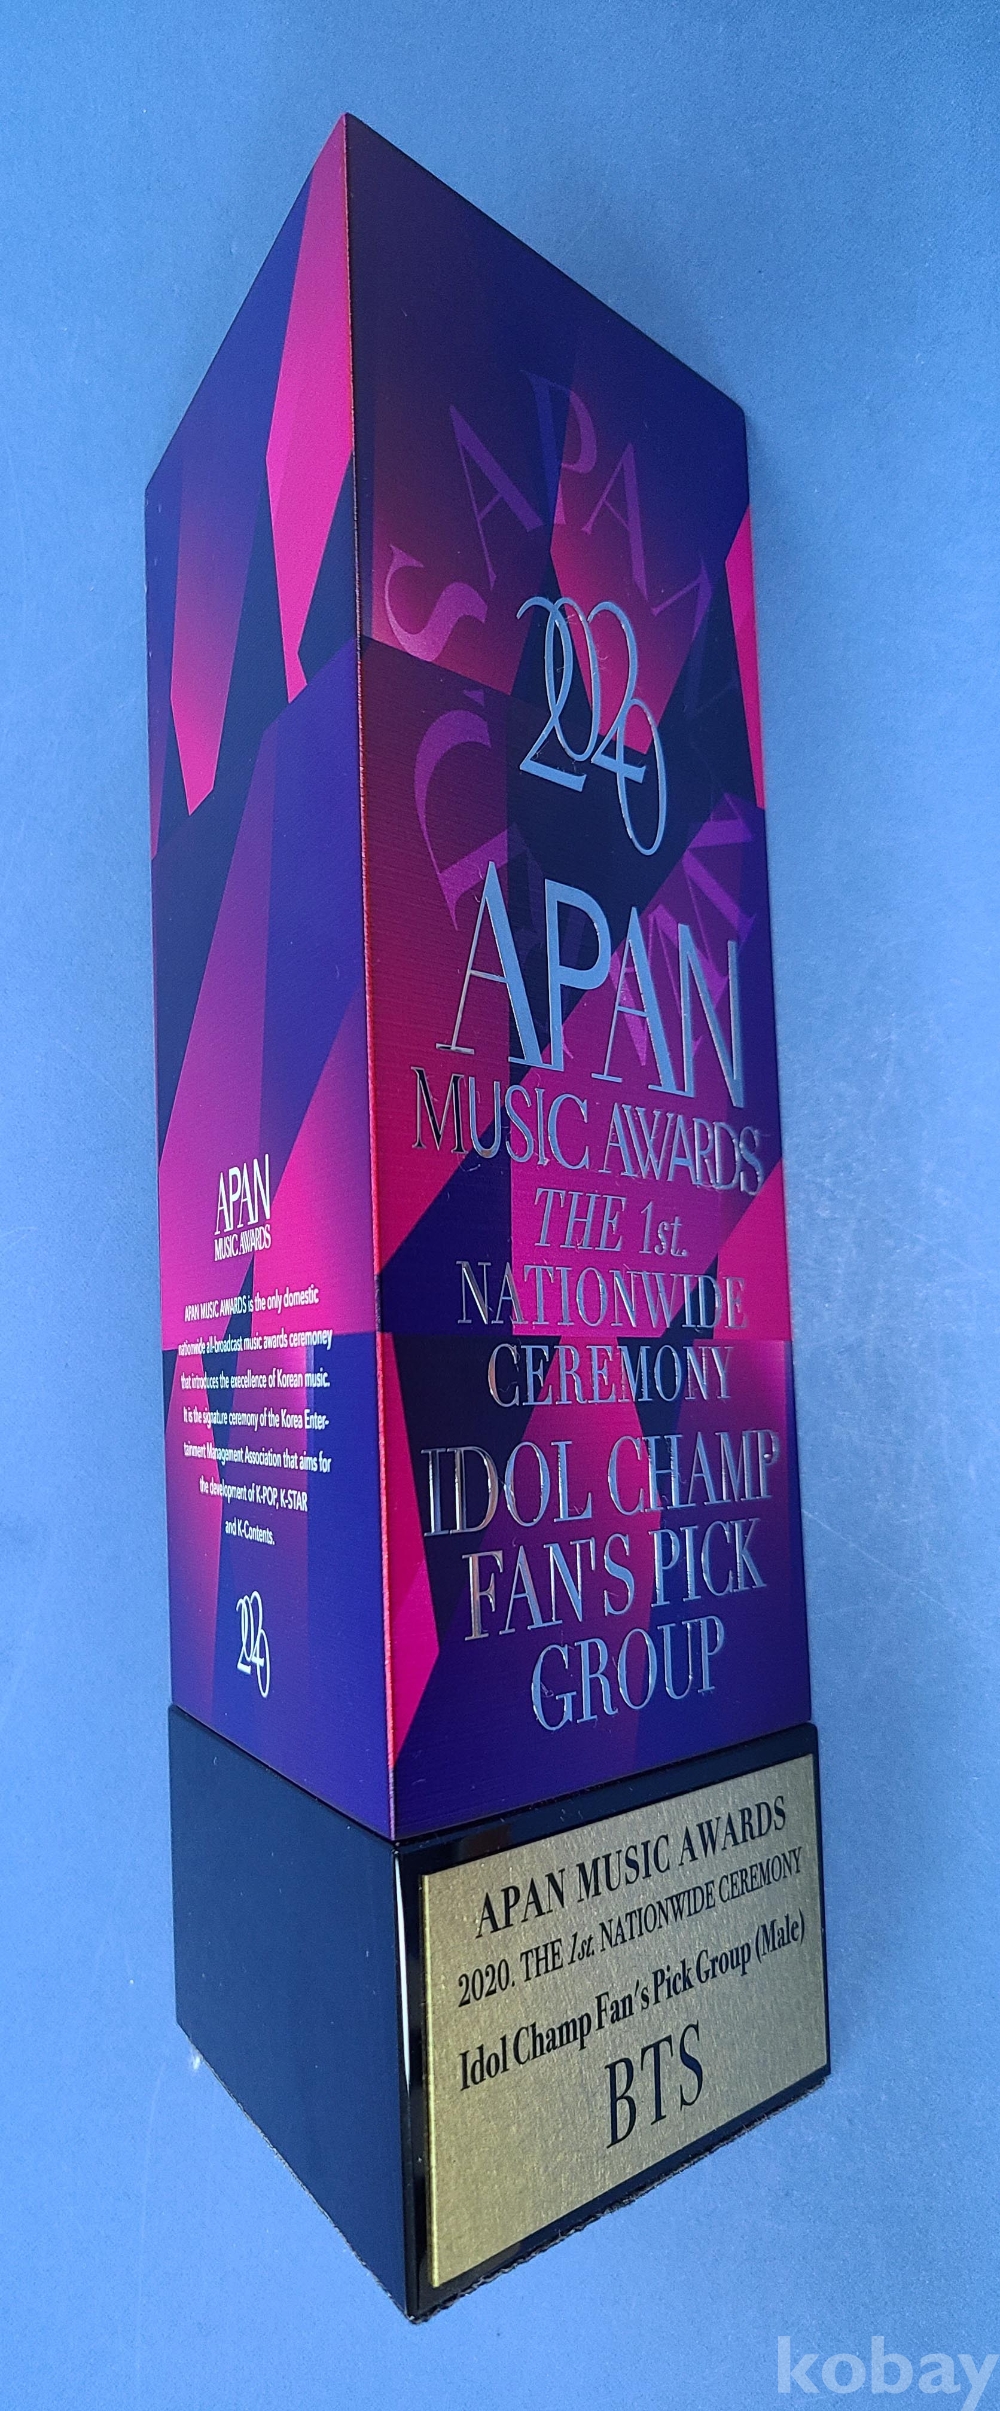 APAN
2020
APAN
MUSIC AWARDS
THE 1st.
NATIONWIDE
CEREMONY
IDOL CHAMP
FAN'S PICK
GROUP
APAN
MUSIC AWARDS
APAN MUSIC AWARDS is the only domestic
nationwide all-broadcast music awards ceremoney
that introduces the execellence of Korean music.
It is the signature ceremony of the Korea Enter-
tainment Management Association that aims for
the development of K-POP, K-STAR
and K-Contents.
2020
APAN MUSIC AWARDS
2020. THE 1st. NATIONWIDE CEREMONY
Idol Champ Fan's Pick Group (Male)
BTS
kobay